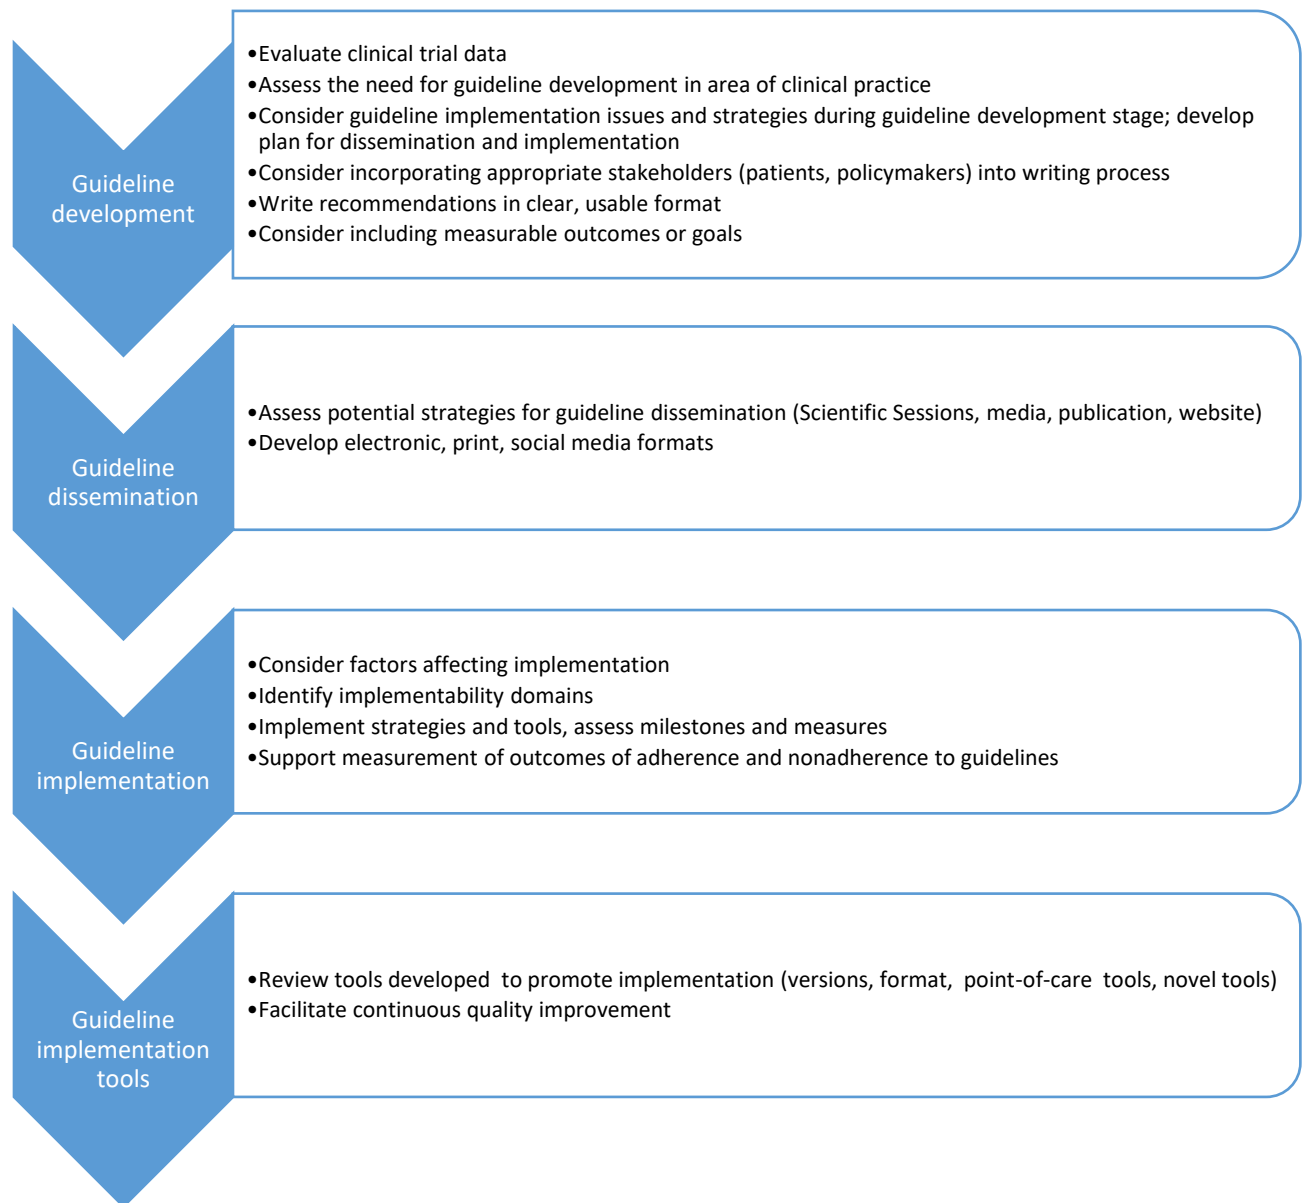 Guideline
development
•Evaluate clinical trial data
•Assess the need for guideline development in area of clinical practice
•Consider guideline implementation issues and strategies during guideline development stage; develop
plan for dissemination and implementation
•Consider incorporating appropriate stakeholders (patients, policymakers) into writing process
•Write recommendations in clear, usable format
•Consider including measurable outcomes or goals
Guideline
dissemination
•Assess potential strategies for guideline dissemination (Scientific Sessions, media, publication, website)
•Develop electronic, print, social media formats
Guideline
implementation
•Consider factors affecting implementation
•Identify implementability domains
•Implement strategies and tools, assess milestones and measures
•Support measurement of outcomes of adherence and nonadherence to guidelines
Guideline
implementation
tools
•Review tools developed  to promote implementation (versions, format,  point-of-care  tools, novel tools)
•Facilitate continuous quality improvement